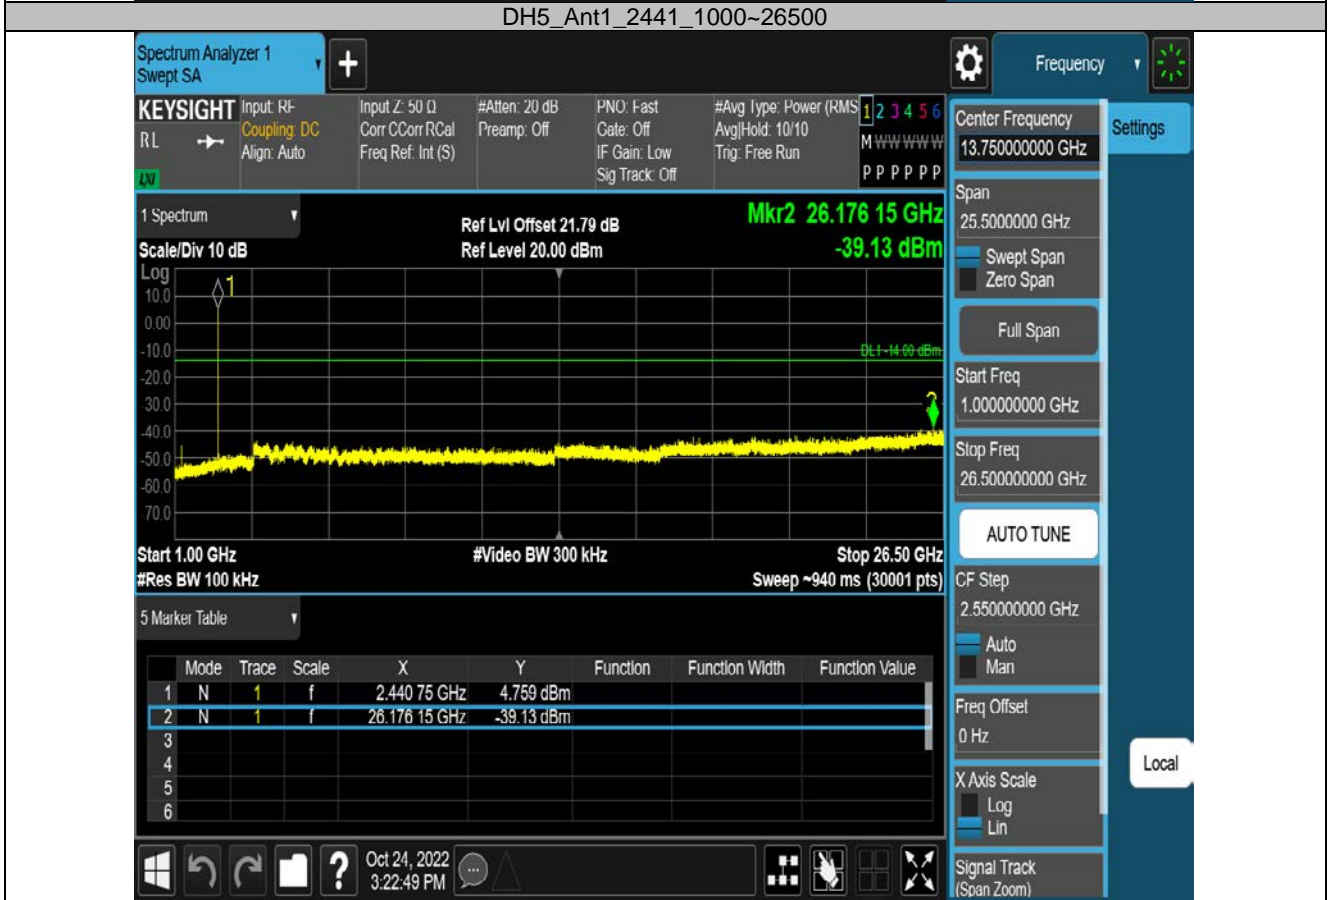 DH5_Ant1_2441_1000~26500
Spectrum Analyzer 1
Swept SA
+
Frequency
KEYSIGHT
RL
LXI
Input: RF
Coupling: DC
Align: Auto
Input Z: 50 Ω
Corr CCorr RCal
Freq Ref: Int (S)
#Atten: 20 dB
Preamp: Off
PNO: Fast
Gate: Off
IF Gain: Low
Sig Track: Off
#Avg Type: Power (RMS
Avg|Hold: 10/10
Trig: Free Run
1 2 3 4 5 6
M W W W W W
P P P P P P
1 Spectrum
Scale/Div 10 dB
Ref Lvl Offset 21.79 dB
Ref Level 20.00 dBm
Mkr2 26.176 15 GHz
-39.13 dBm
Log
10.0
0.00
-10.0
-20.0
-30.0
-40.0
-50.0
-60.0
-70.0
1
DL1 -14.00 dBm
2
Start 1.00 GHz
#Video BW 300 kHz
Stop 26.50 GHz
#Res BW 100 kHz
Sweep ~940 ms (30001 pts)
5 Marker Table
Mode Trace Scale X Y Function Function Width Function Value
1 N 1 f 2.440 75 GHz 4.759 dBm
2 N 1 f 26.176 15 GHz -39.13 dBm
3
4
5
6
?
Oct 24, 2022
3:22:49 PM
Center Frequency
13.750000000 GHz
Settings
Span
25.5000000 GHz
Swept Span
Zero Span
Full Span
Start Freq
1.000000000 GHz
Stop Freq
26.500000000 GHz
AUTO TUNE
CF Step
2.550000000 GHz
Auto
Man
Freq Offset
0 Hz
X Axis Scale
Log
Lin
Local
Signal Track
(Span Zoom)